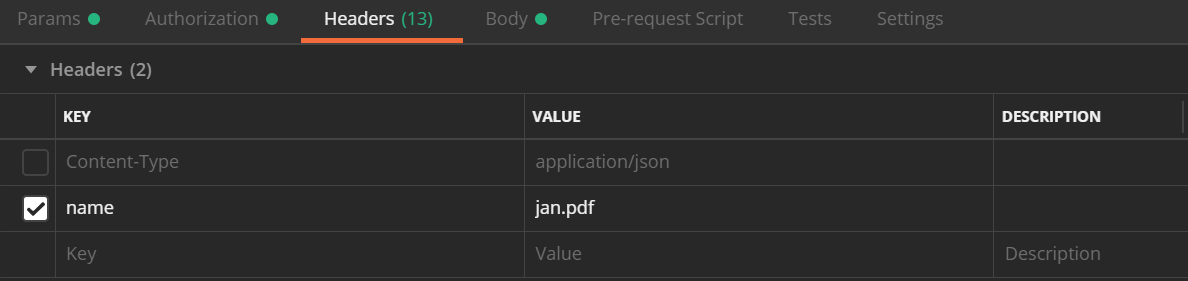 Params Authorization Headers (13) Body Pre-request Script Tests Settings
Headers (2)
KEY VALUE DESCRIPTION
Content-Type application/json
name jan.pdf
Key Value Description